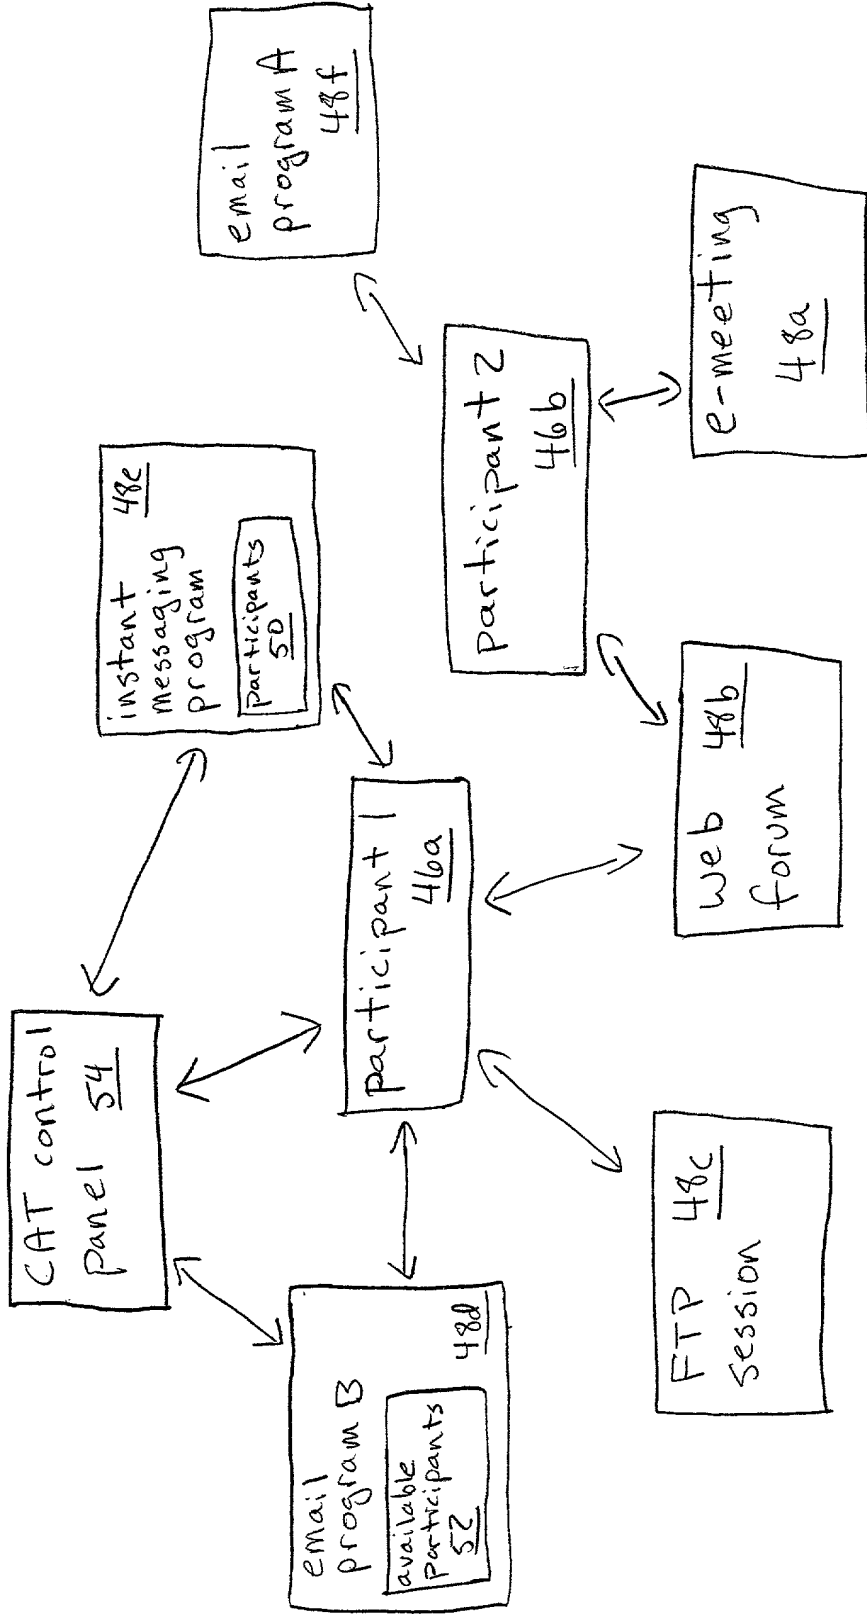 CAT control
panel 54
instant 48e
messaging
program
participants
50
email
program A
48f
email
program B
available
participants
52
48d
participant 1
46a
participant 2
46b
FTP 48c
session
web 48b
forum
e-meeting
48a